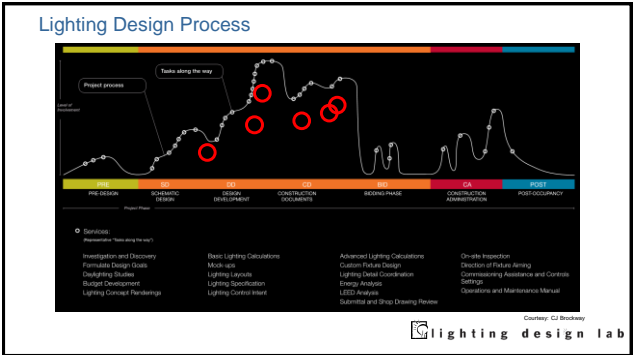 Lighting Design Process
Tasks along the way
Project process
Level of
Involvement
PRE
SD
DD
CD
BID
CA
POST
PRE-DESIGN
SCHEMATIC
DESIGN
DESIGN
DEVELOPMENT
CONSTRUCTION
DOCUMENTS
BIDDING PHASE
CONSTRUCTION
ADMINISTRATION
POST-OCCUPANCY
Project Phase
Services:
(Representative "Tasks along the way")
Investigation and Discovery
Formulate Design Goals
Daylighting Studies
Budget Development
Lighting Concept Renderings
Basic Lighting Calculations
Mock-ups
Lighting Layouts
Lighting Specification
Lighting Control Intent
Advanced Lighting Calculations
Custom Fixture Design
Lighting Detail Coordination
Energy Analysis
LEED Analysis
Submittal and Shop Drawing Review
On-site Inspection
Direction of Fixture Aiming
Commissioning Assistance and Controls
Settings
Operations and Maintenance Manual
Courtesy: CJ Brockway
lighting design lab